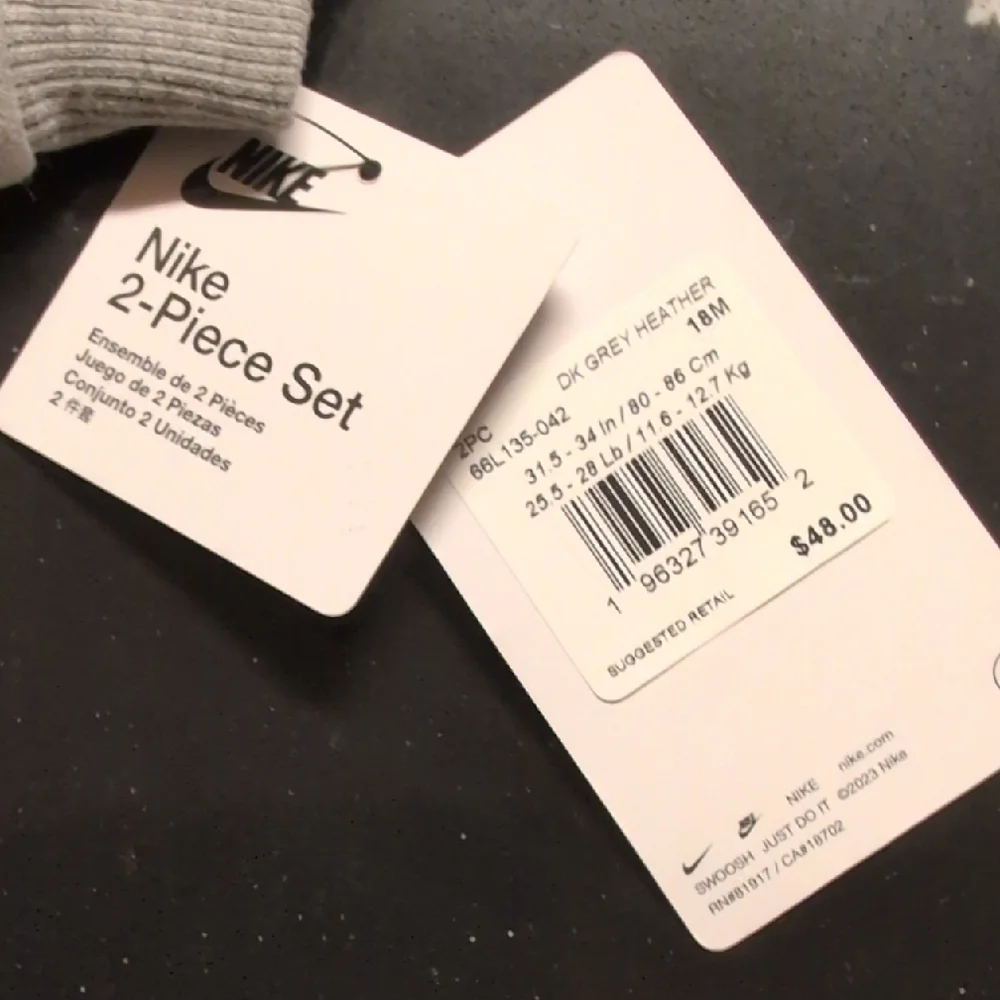 NIKE
Nike
2-Piece Set
Ensemble de 2 Pièces
Juego de 2 Piezas
Conjunto 2 Unidades
2 件套
DK GREY HEATHER
18M
2PC
66L135-042
31.5 - 34 In / 80 - 86 Cm
25.5 - 28 Lb / 11.6 - 12.7 Kg
1 96327 39165 2
$48.00
SUGGESTED RETAIL
NIKE nike.com
SWOOSH JUST DO IT ©2023 Nike
RN#81917 / CA#18702